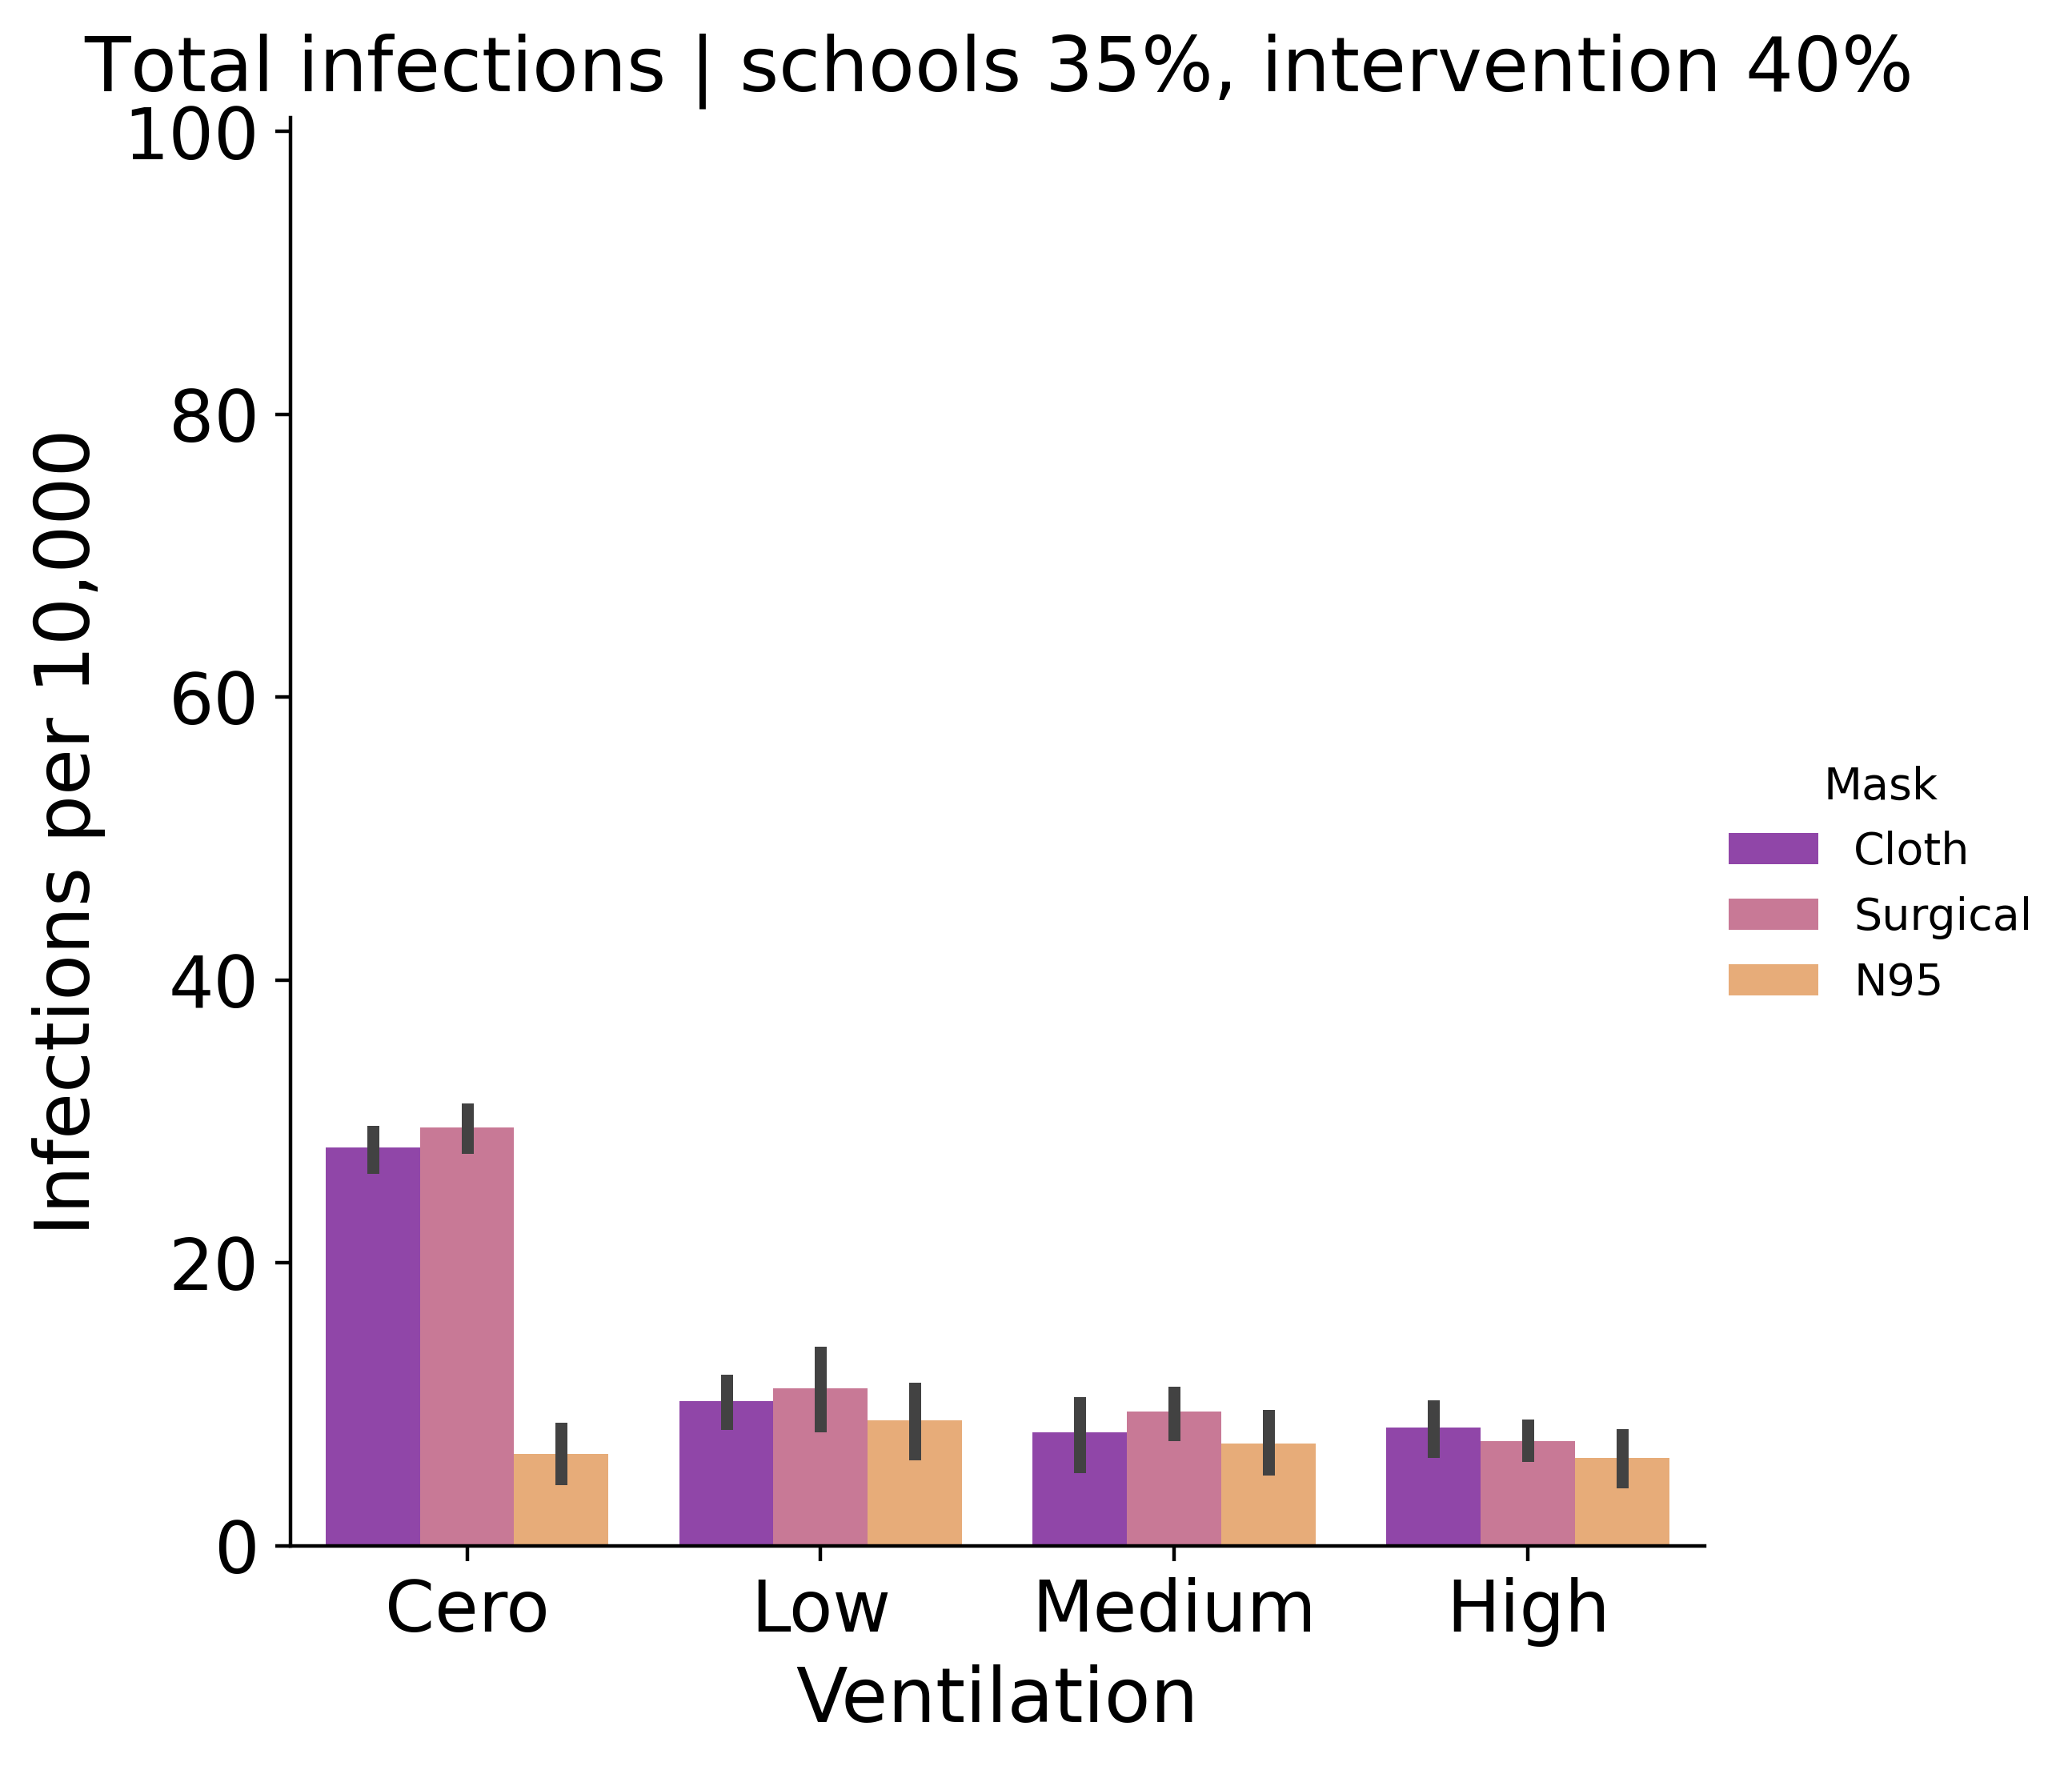 Total infections | schools 35%, intervention 40%
Infections per 10,000
100
80
60
40
20
0
Cero Low Medium High
Ventilation
Mask
Cloth
Surgical
N95